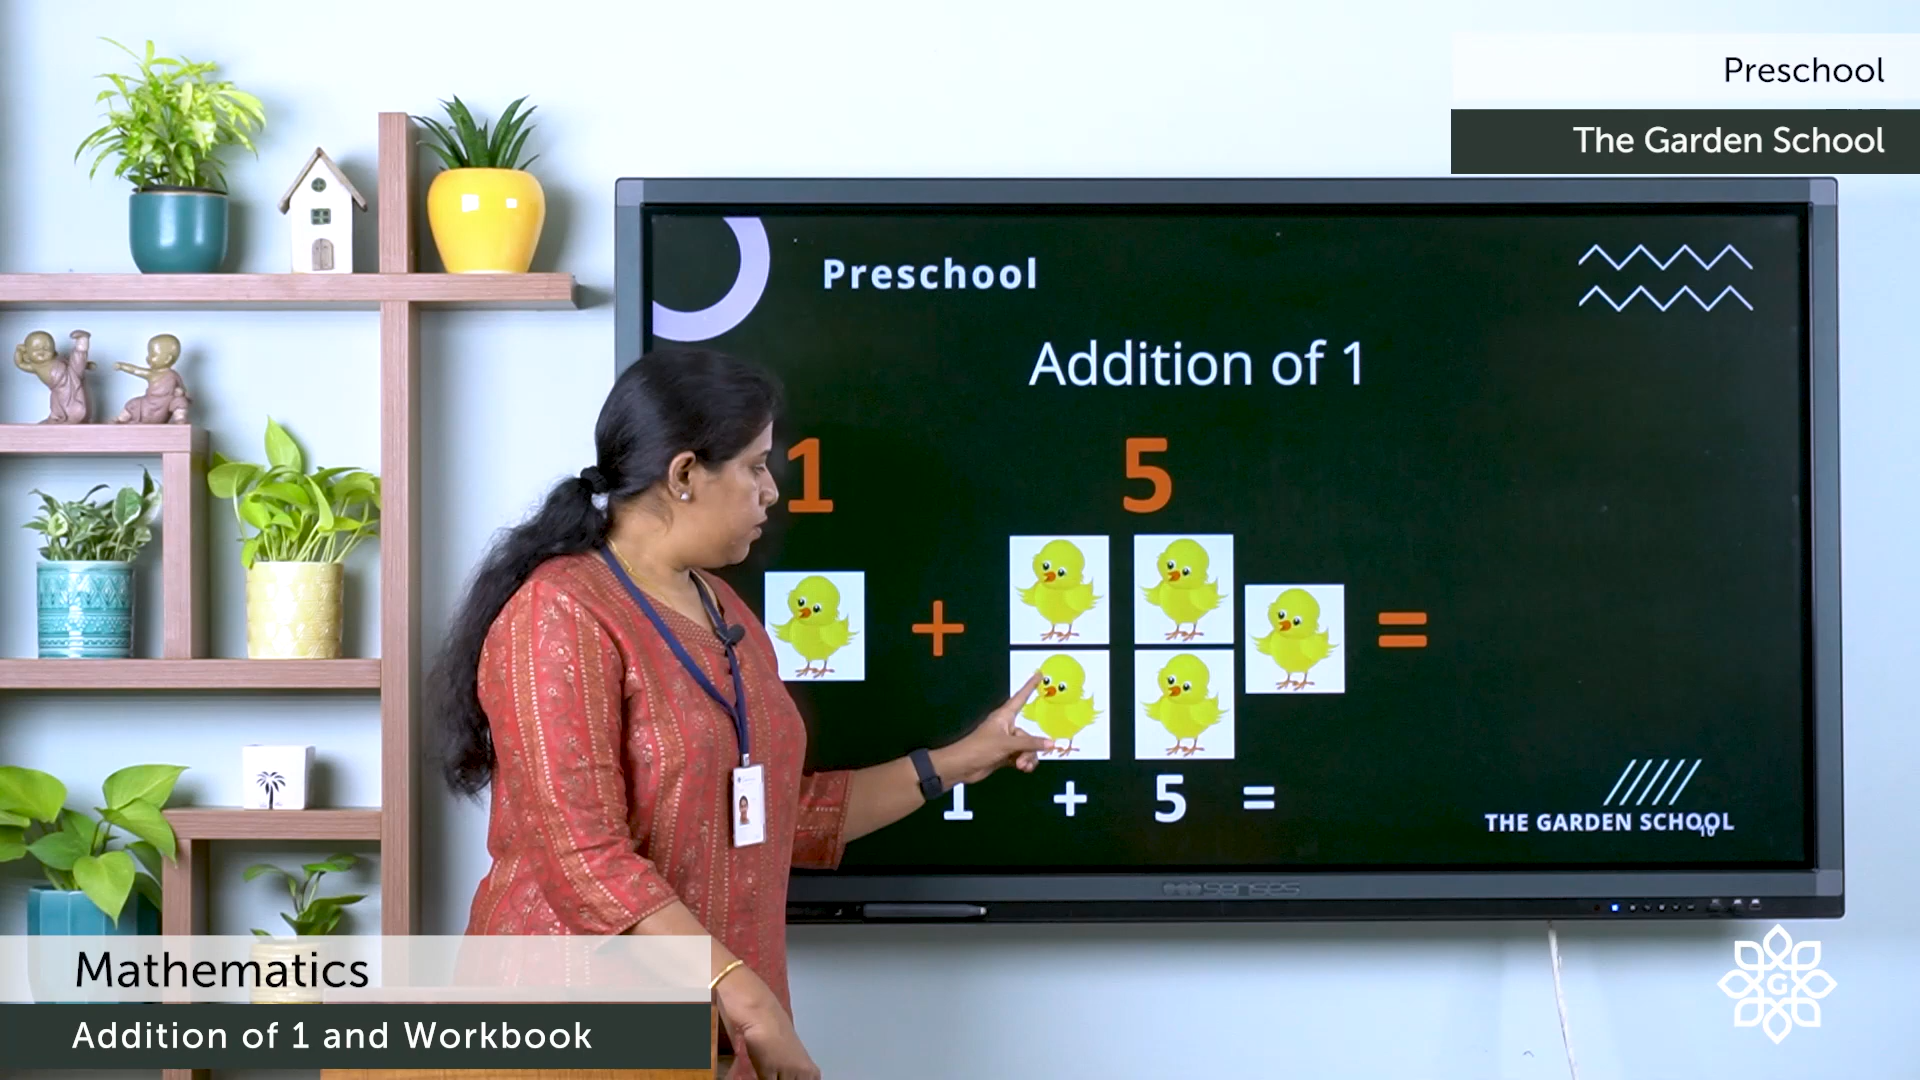 Preschool
The Garden School
Preschool
Addition of 1
1 5
+ =
1 + 5 =
THE GARDEN SCHOOL
Mathematics
Addition of 1 and Workbook
G